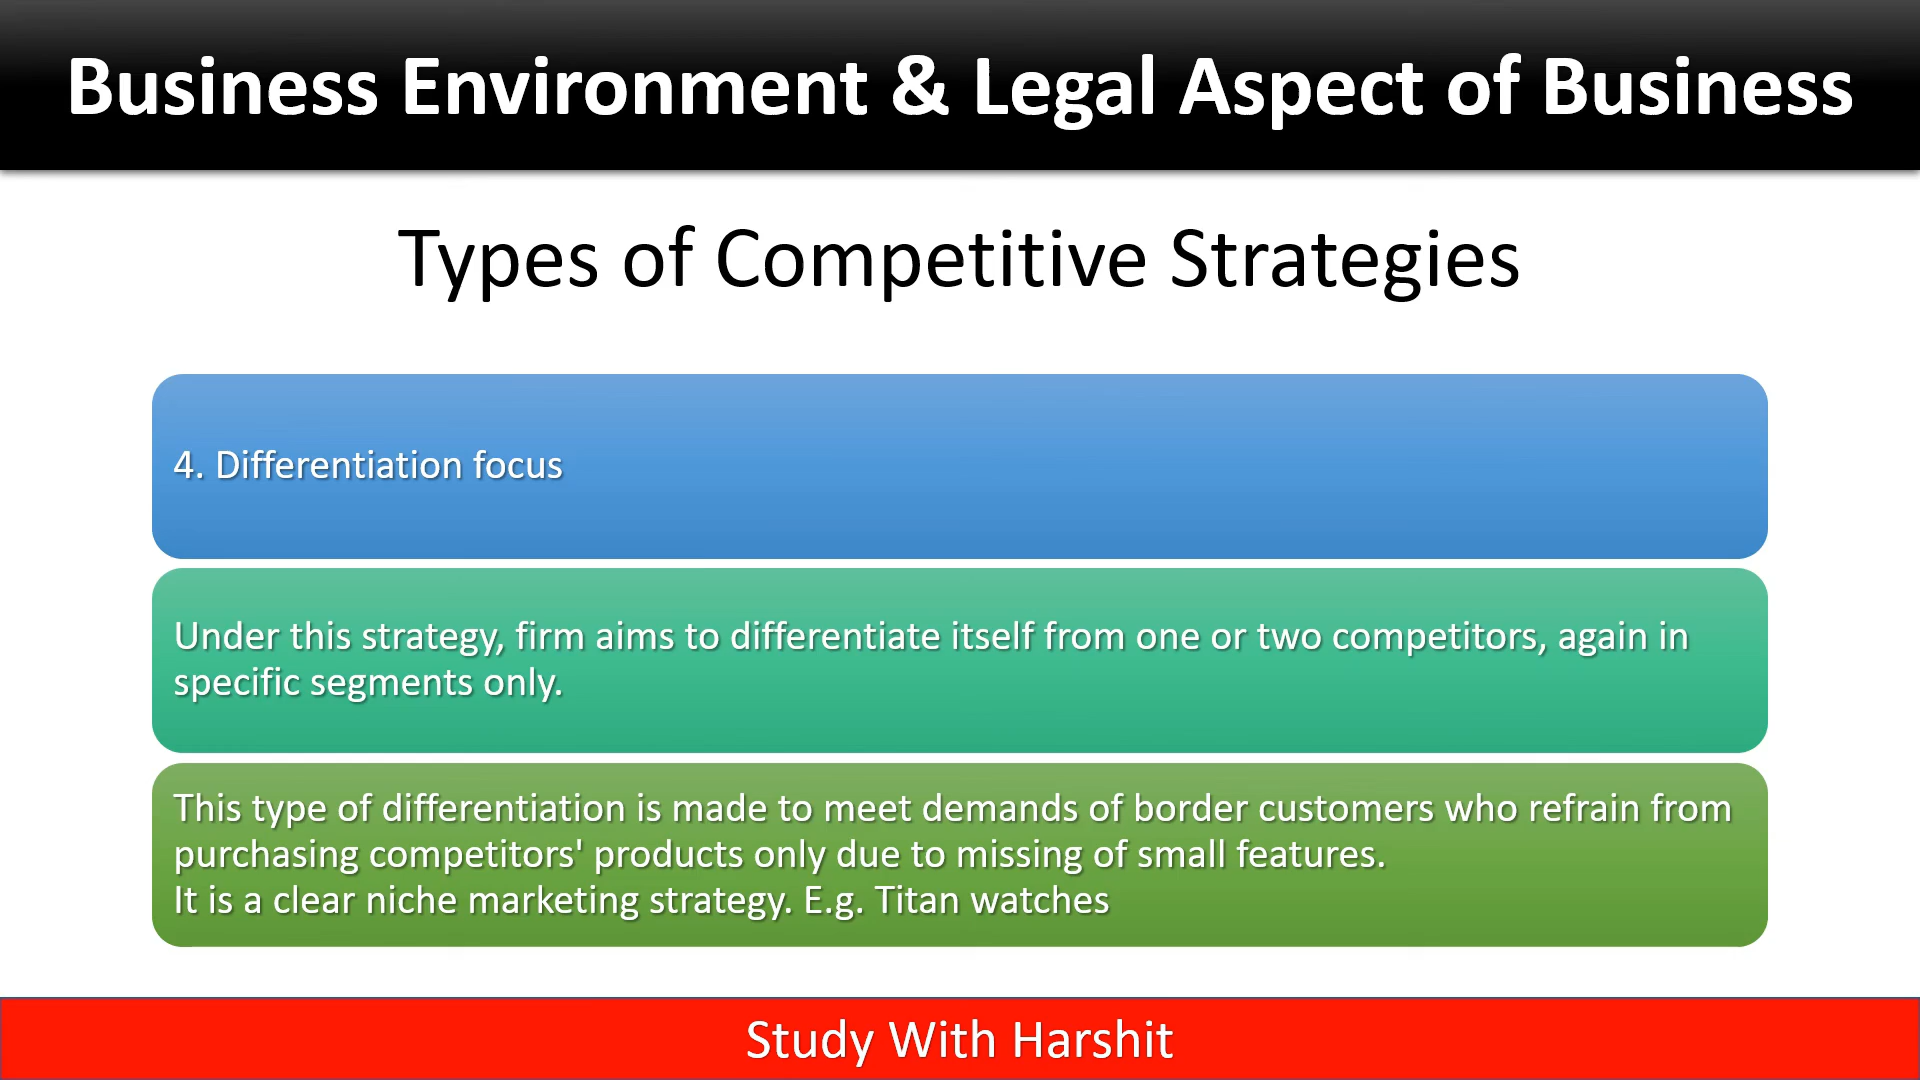 Business Environment & Legal Aspect of Business
Types of Competitive Strategies
4. Differentiation focus
Under this strategy, firm aims to differentiate itself from one or two competitors, again in
specific segments only.
This type of differentiation is made to meet demands of border customers who refrain from
purchasing competitors' products only due to missing of small features.
It is a clear niche marketing strategy. E.g. Titan watches
Study With Harshit